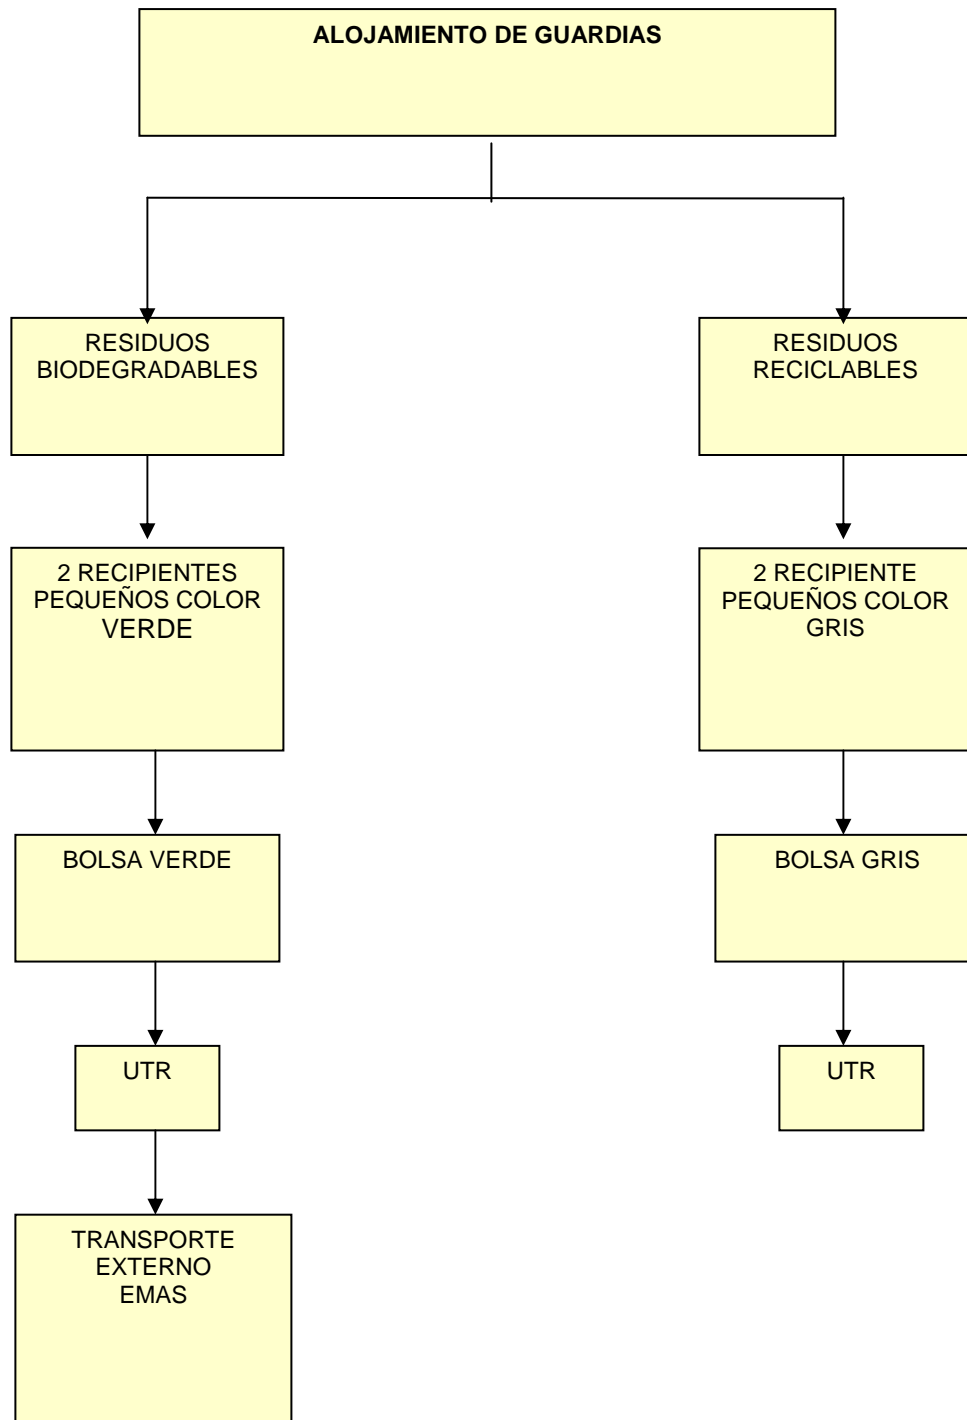 ALOJAMIENTO DE GUARDIAS
RESIDUOS
BIODEGRADABLES
RESIDUOS
RECICLABLES
2 RECIPIENTES
PEQUEÑOS COLOR
VERDE
2 RECIPIENTE
PEQUEÑOS COLOR
GRIS
BOLSA VERDE
BOLSA GRIS
UTR
UTR
TRANSPORTE
EXTERNO
EMAS